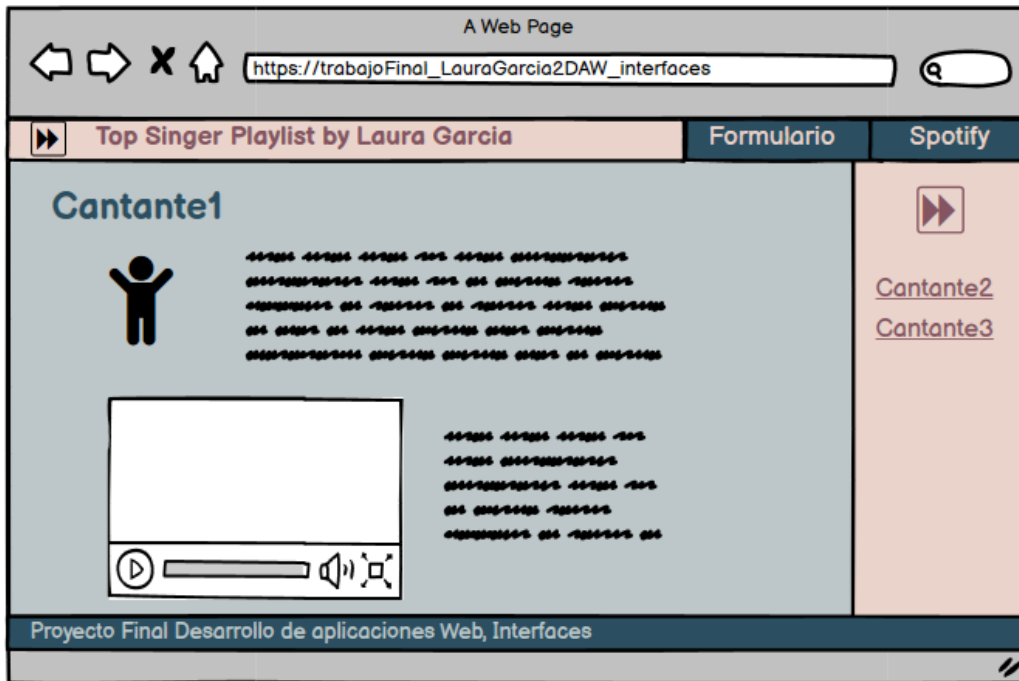 A Web Page
https://trabajoFinal_LauraGarcia2DAW_interfaces
Top Singer Playlist by Laura Garcia
Formulario
Spotify
Cantante1
Cantante2
Cantante3
Proyecto Final Desarrollo de aplicaciones Web, Interfaces